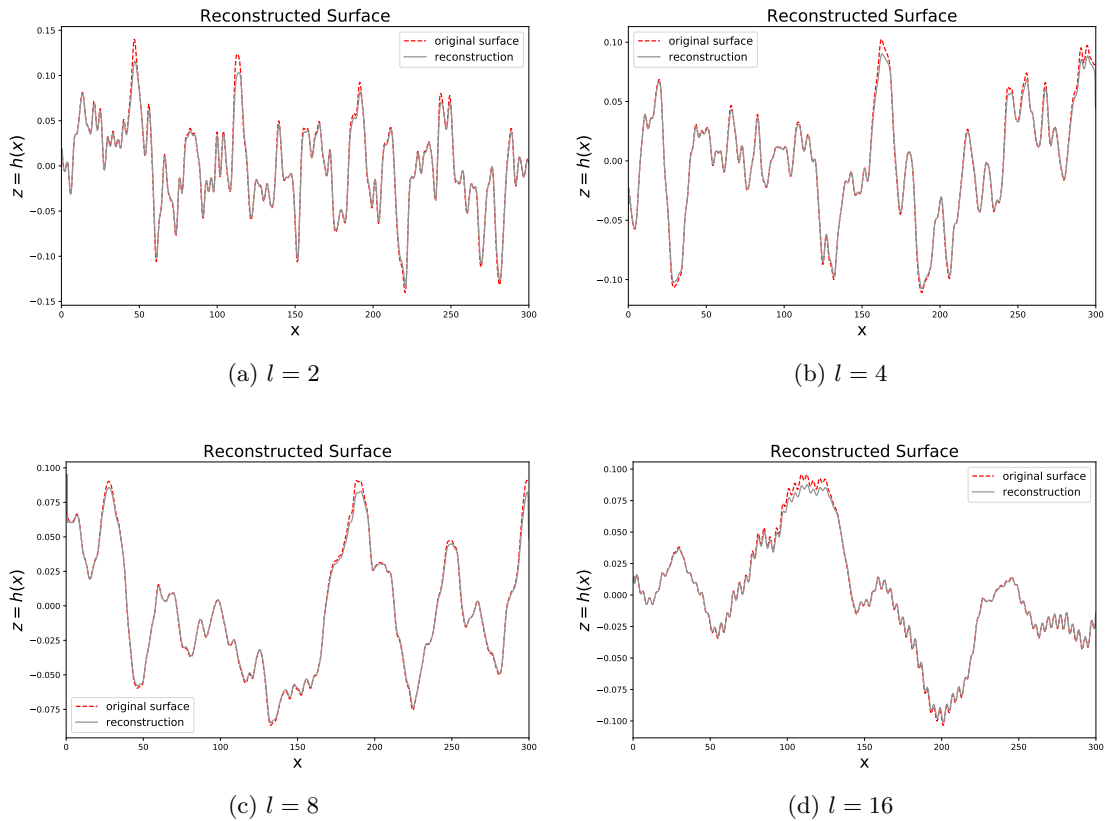 Reconstructed Surface
0.15
0.10
0.05
0.00
−0.05
−0.10
−0.15
z = h(x)
original surface
reconstruction
0 50 100 150 200 250 300
x
(a) l = 2
Reconstructed Surface
0.10
0.05
0.00
−0.05
−0.10
z = h(x)
original surface
reconstruction
0 50 100 150 200 250 300
x
(b) l = 4
Reconstructed Surface
0.100
0.075
0.050
0.025
0.000
−0.025
−0.050
−0.075
z = h(x)
original surface
reconstruction
0 50 100 150 200 250 300
x
(c) l = 8
Reconstructed Surface
0.100
0.075
0.050
0.025
0.000
−0.025
−0.050
−0.075
−0.100
z = h(x)
original surface
reconstruction
0 50 100 150 200 250 300
x
(d) l = 16